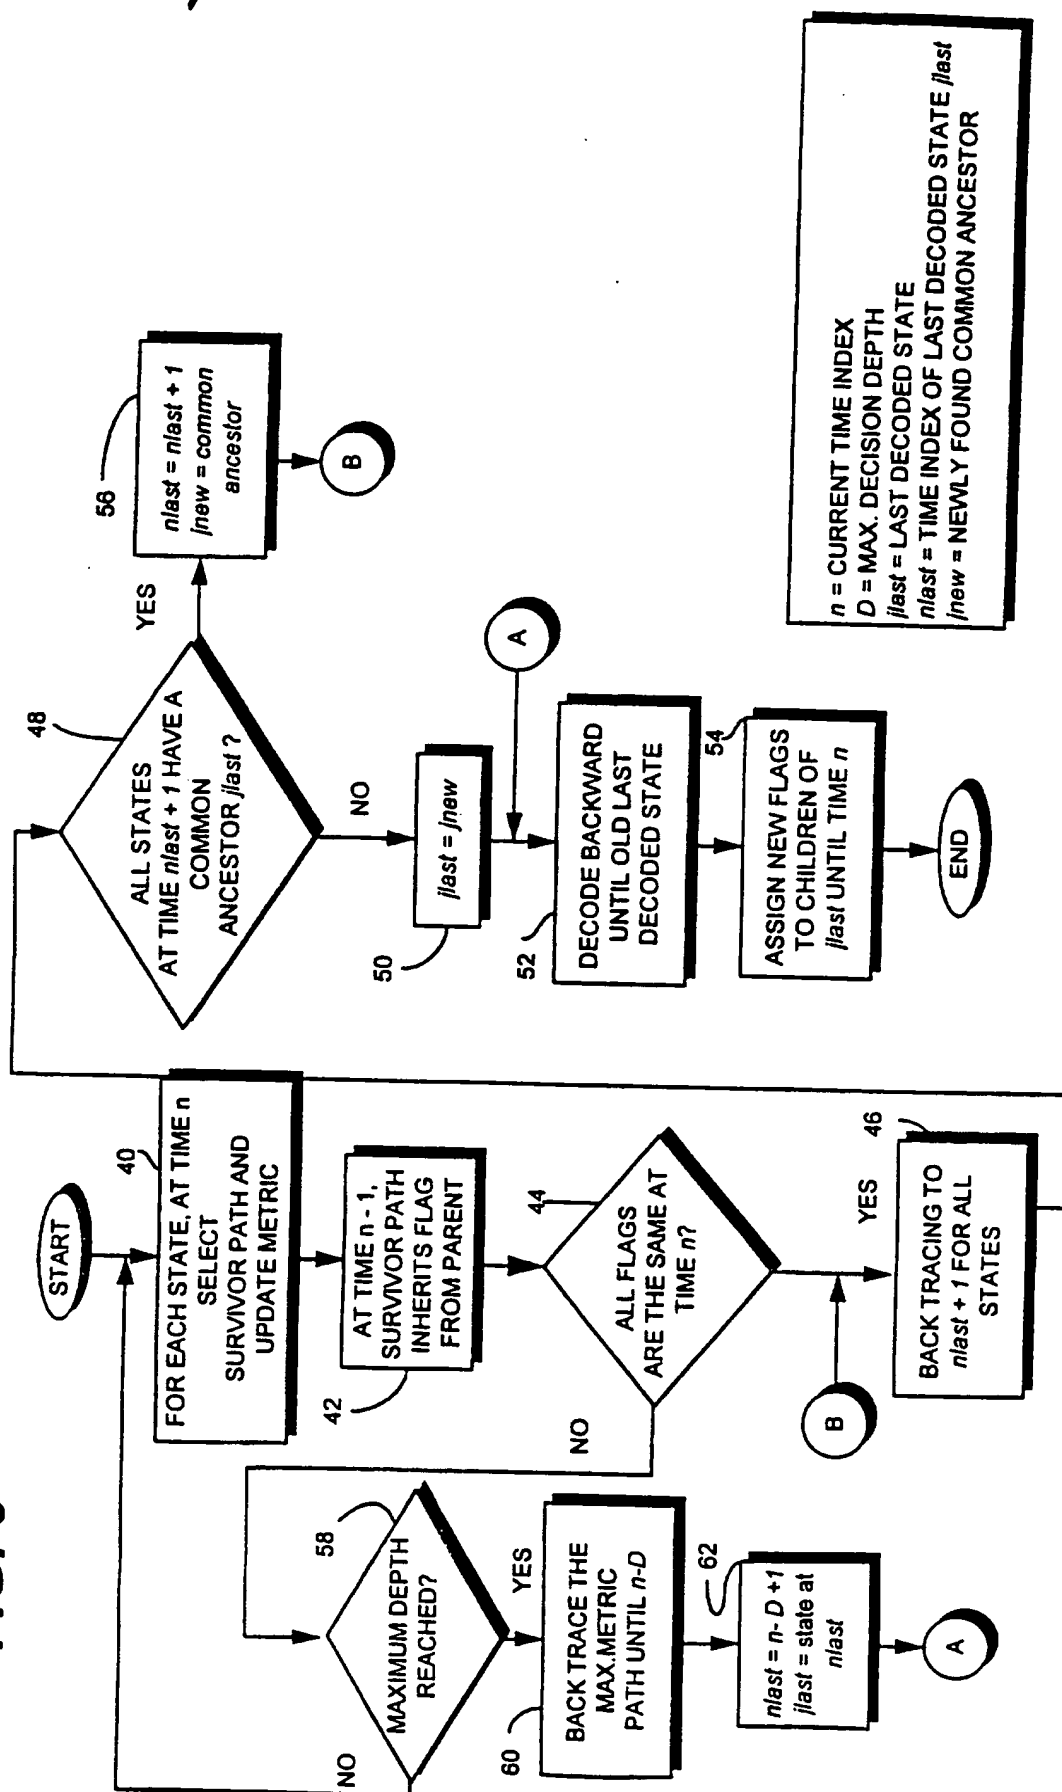 START
40
FOR EACH STATE, AT TIME n
SELECT
SURVIVOR PATH AND
UPDATE METRIC
42
AT TIME n - 1,
SURVIVOR PATH
INHERITS FLAG
FROM PARENT
44
ALL FLAGS
ARE THE SAME AT
TIME n?
NO
YES
B
46
BACK TRACING TO
nlast + 1 FOR ALL
STATES
58
MAXIMUM DEPTH
REACHED?
NO
YES
60
BACK TRACE THE
MAX.METRIC
PATH UNTIL n-D
62
nlast = n- D +1
jlast = state at
nlast
A
48
ALL STATES
AT TIME nlast + 1 HAVE A
COMMON
ANCESTOR jlast ?
YES
NO
56
nlast = nlast + 1
jnew = common
ancestor
B
50
jlast = jnew
A
52
DECODE BACKWARD
UNTIL OLD LAST
DECODED STATE
54
ASSIGN NEW FLAGS
TO CHILDREN OF
jlast UNTIL TIME n
END
n = CURRENT TIME INDEX
D = MAX. DECISION DEPTH
jlast = LAST DECODED STATE
nlast = TIME INDEX OF LAST DECODED STATE jlast
jnew = NEWLY FOUND COMMON ANCESTOR